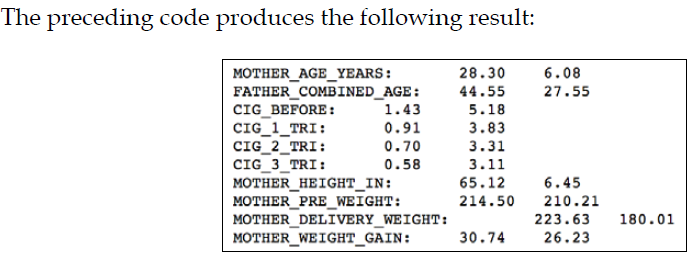 The preceding code produces the following result:
MOTHER_AGE_YEARS: 28.30 6.08
FATHER_COMBINED_AGE: 44.55 27.55
CIG_BEFORE: 1.43 5.18
CIG_1_TRI: 0.91 3.83
CIG_2_TRI: 0.70 3.31
CIG_3_TRI: 0.58 3.11
MOTHER_HEIGHT_IN: 65.12 6.45
MOTHER_PRE_WEIGHT: 214.50 210.21
MOTHER_DELIVERY_WEIGHT: 223.63 180.01
MOTHER_WEIGHT_GAIN: 30.74 26.23